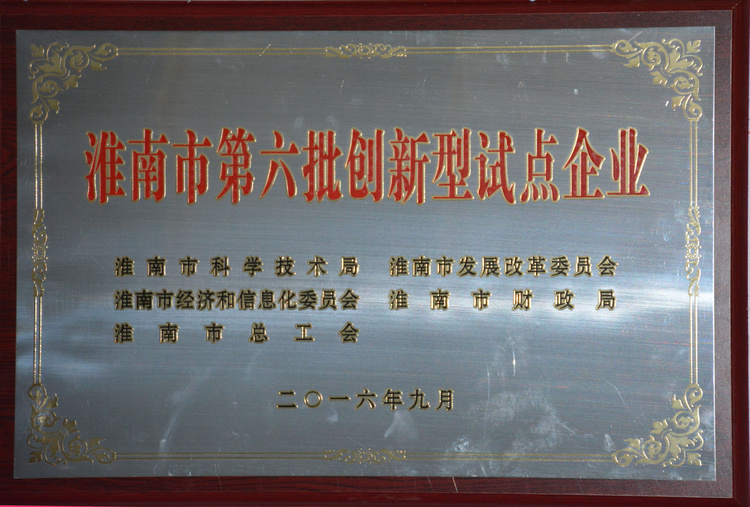 淮南市第六批创新型试点企业
淮南市科学技术局 淮南市发展改革委员会
淮南市经济和信息化委员会 淮南市财政局
淮南市总工会
二〇一六年九月